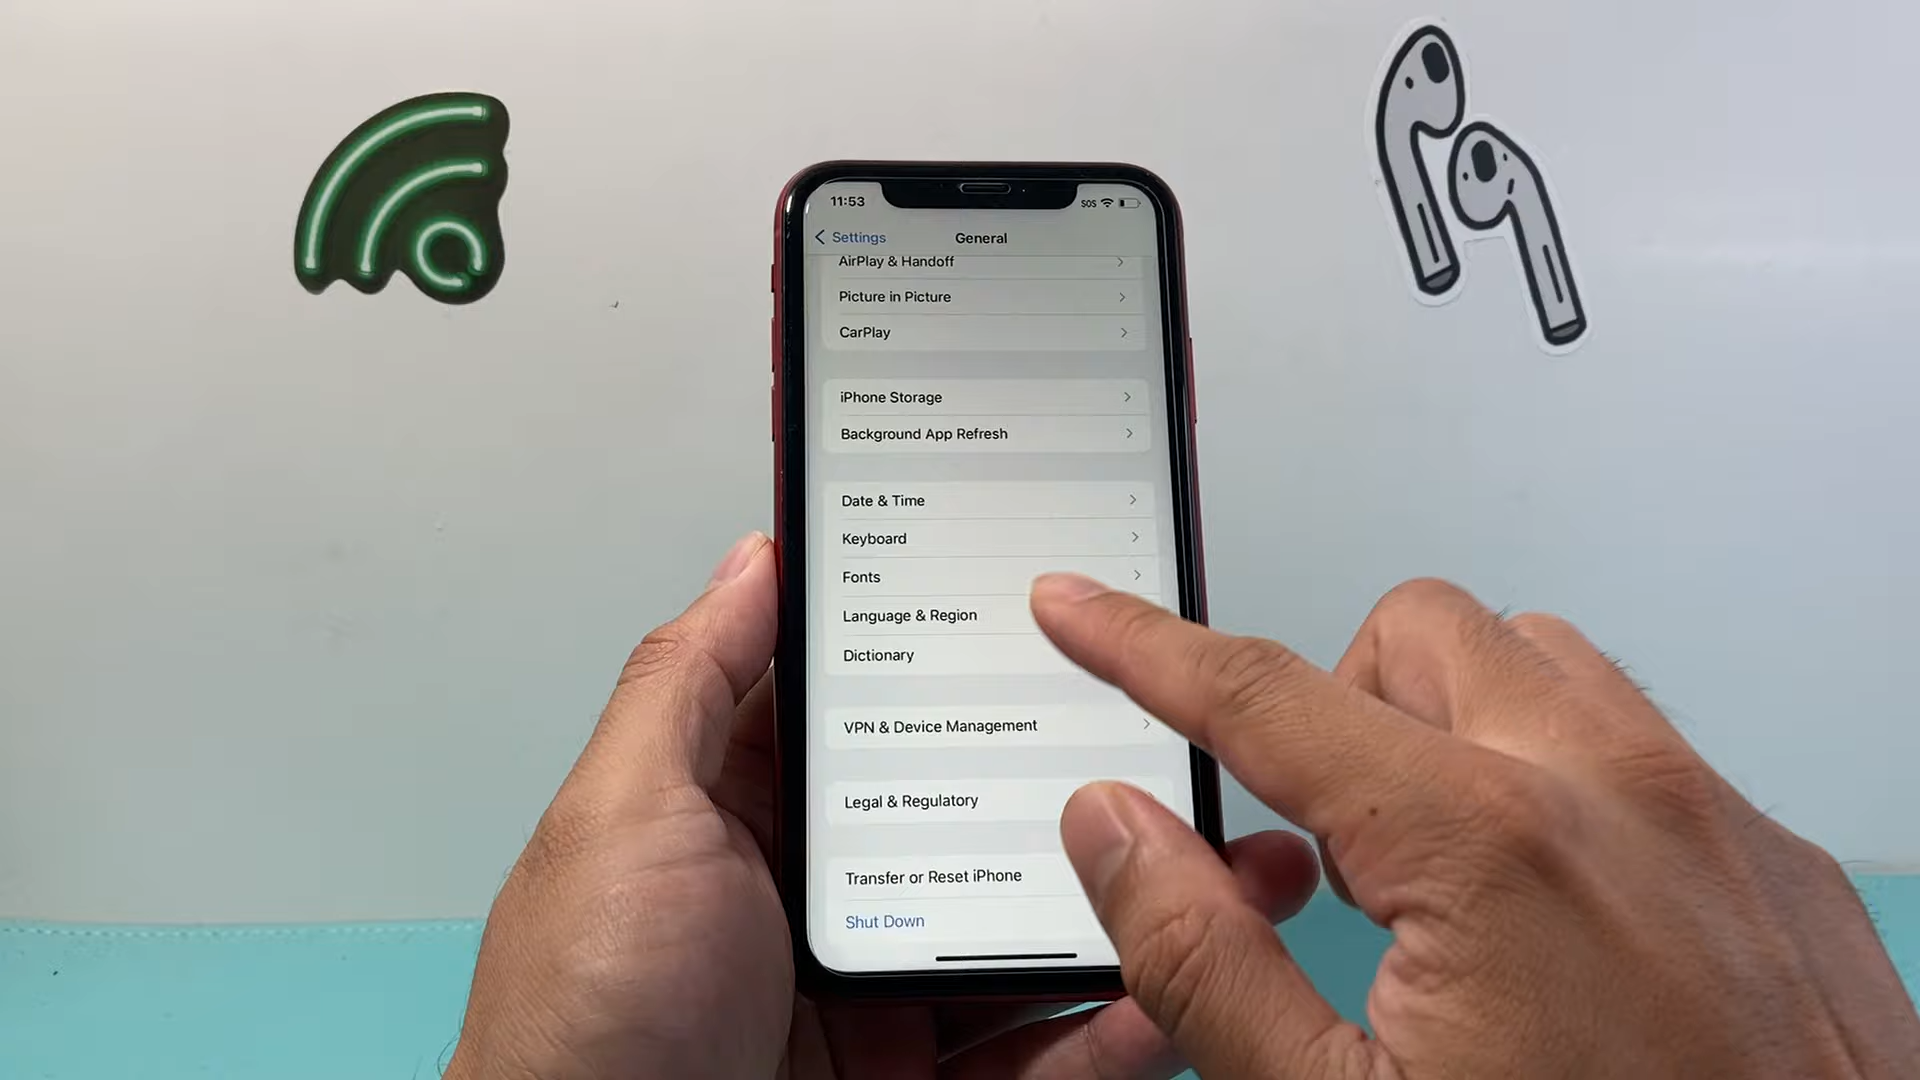 11:53
SOS
Settings
General
AirPlay & Handoff
Picture in Picture
CarPlay
iPhone Storage
Background App Refresh
Date & Time
Keyboard
Fonts
Language & Region
Dictionary
VPN & Device Management
Legal & Regulatory
Transfer or Reset iPhone
Shut Down